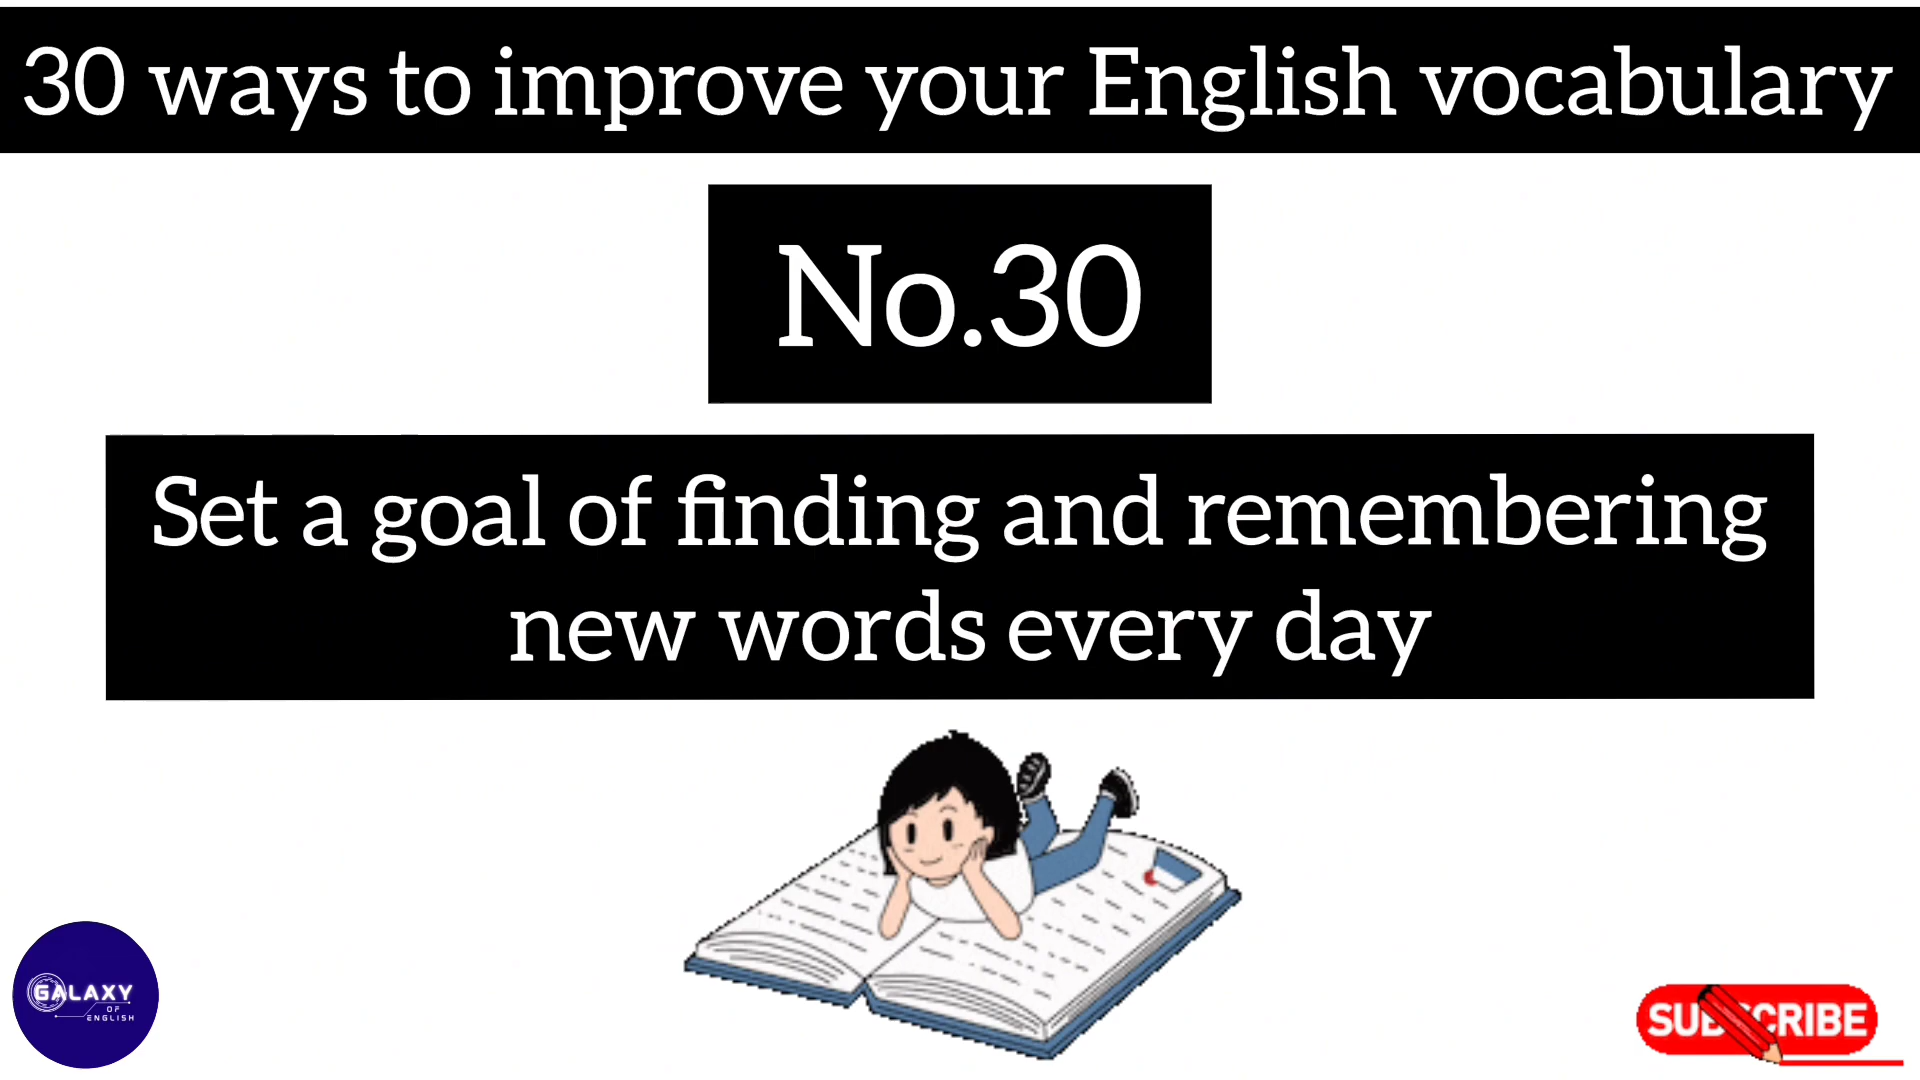 30 ways to improve your English vocabulary
No.30
Set a goal of finding and remembering
new words every day
GALAXY
OF
ENGLISH
SUBSCRIBE